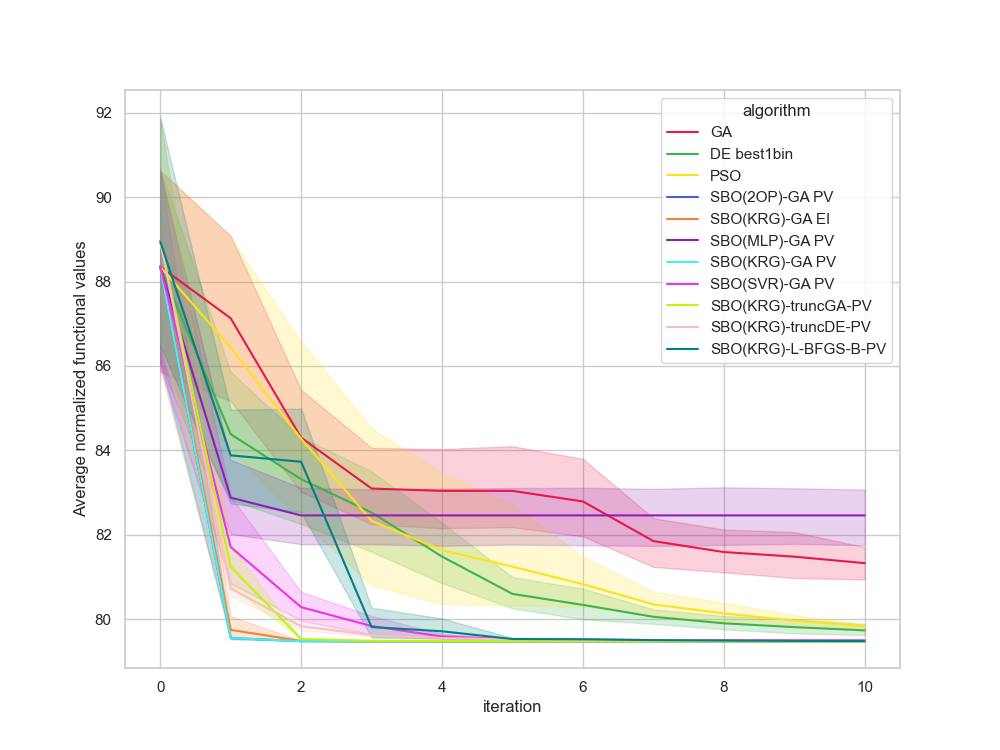 92
90
88
86
84
82
80
Average normalized functional values
0
2
4
6
8
10
iteration
algorithm
GA
DE best1bin
PSO
SBO(2OP)-GA PV
SBO(KRG)-GA EI
SBO(MLP)-GA PV
SBO(KRG)-GA PV
SBO(SVR)-GA PV
SBO(KRG)-truncGA-PV
SBO(KRG)-truncDE-PV
SBO(KRG)-L-BFGS-B-PV